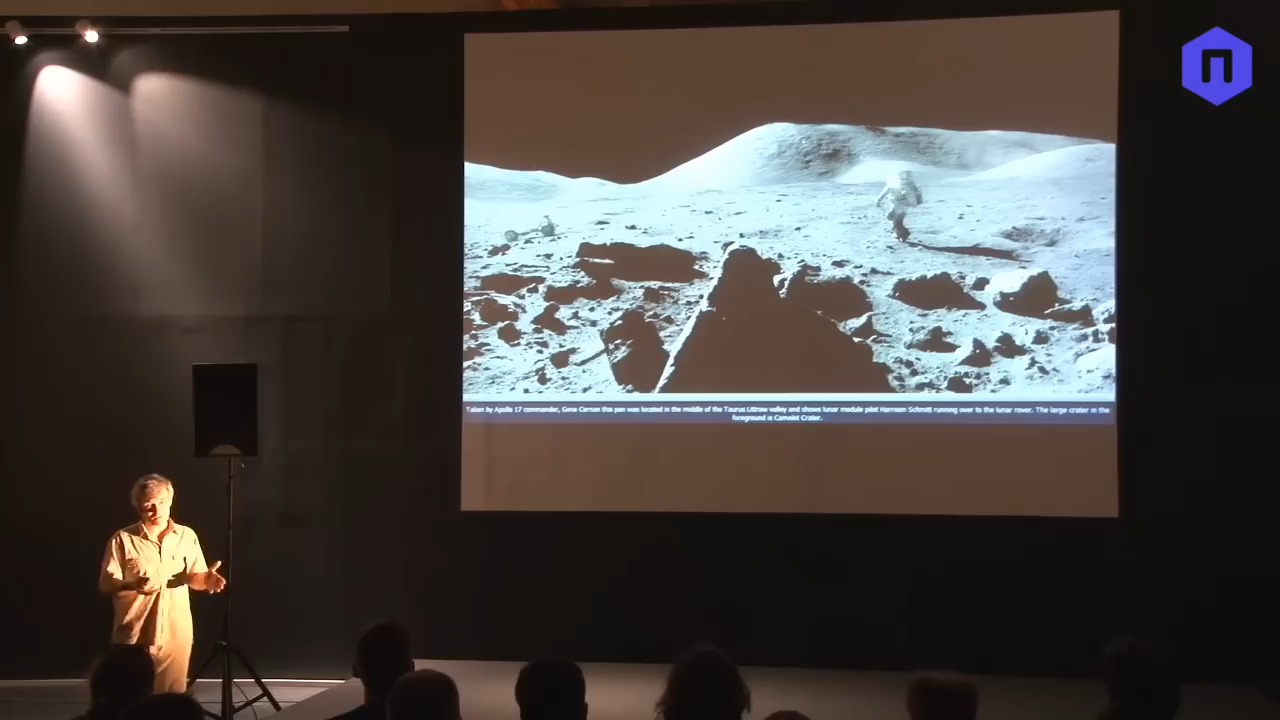 Taken by Apollo 17 commander, Gene Cernan this pan was located in the middle of the Taurus Littrow valley and shows lunar module pilot Harrison Schmitt running over to the lunar rover. The large crater in the
foreground is Camelot Crater.